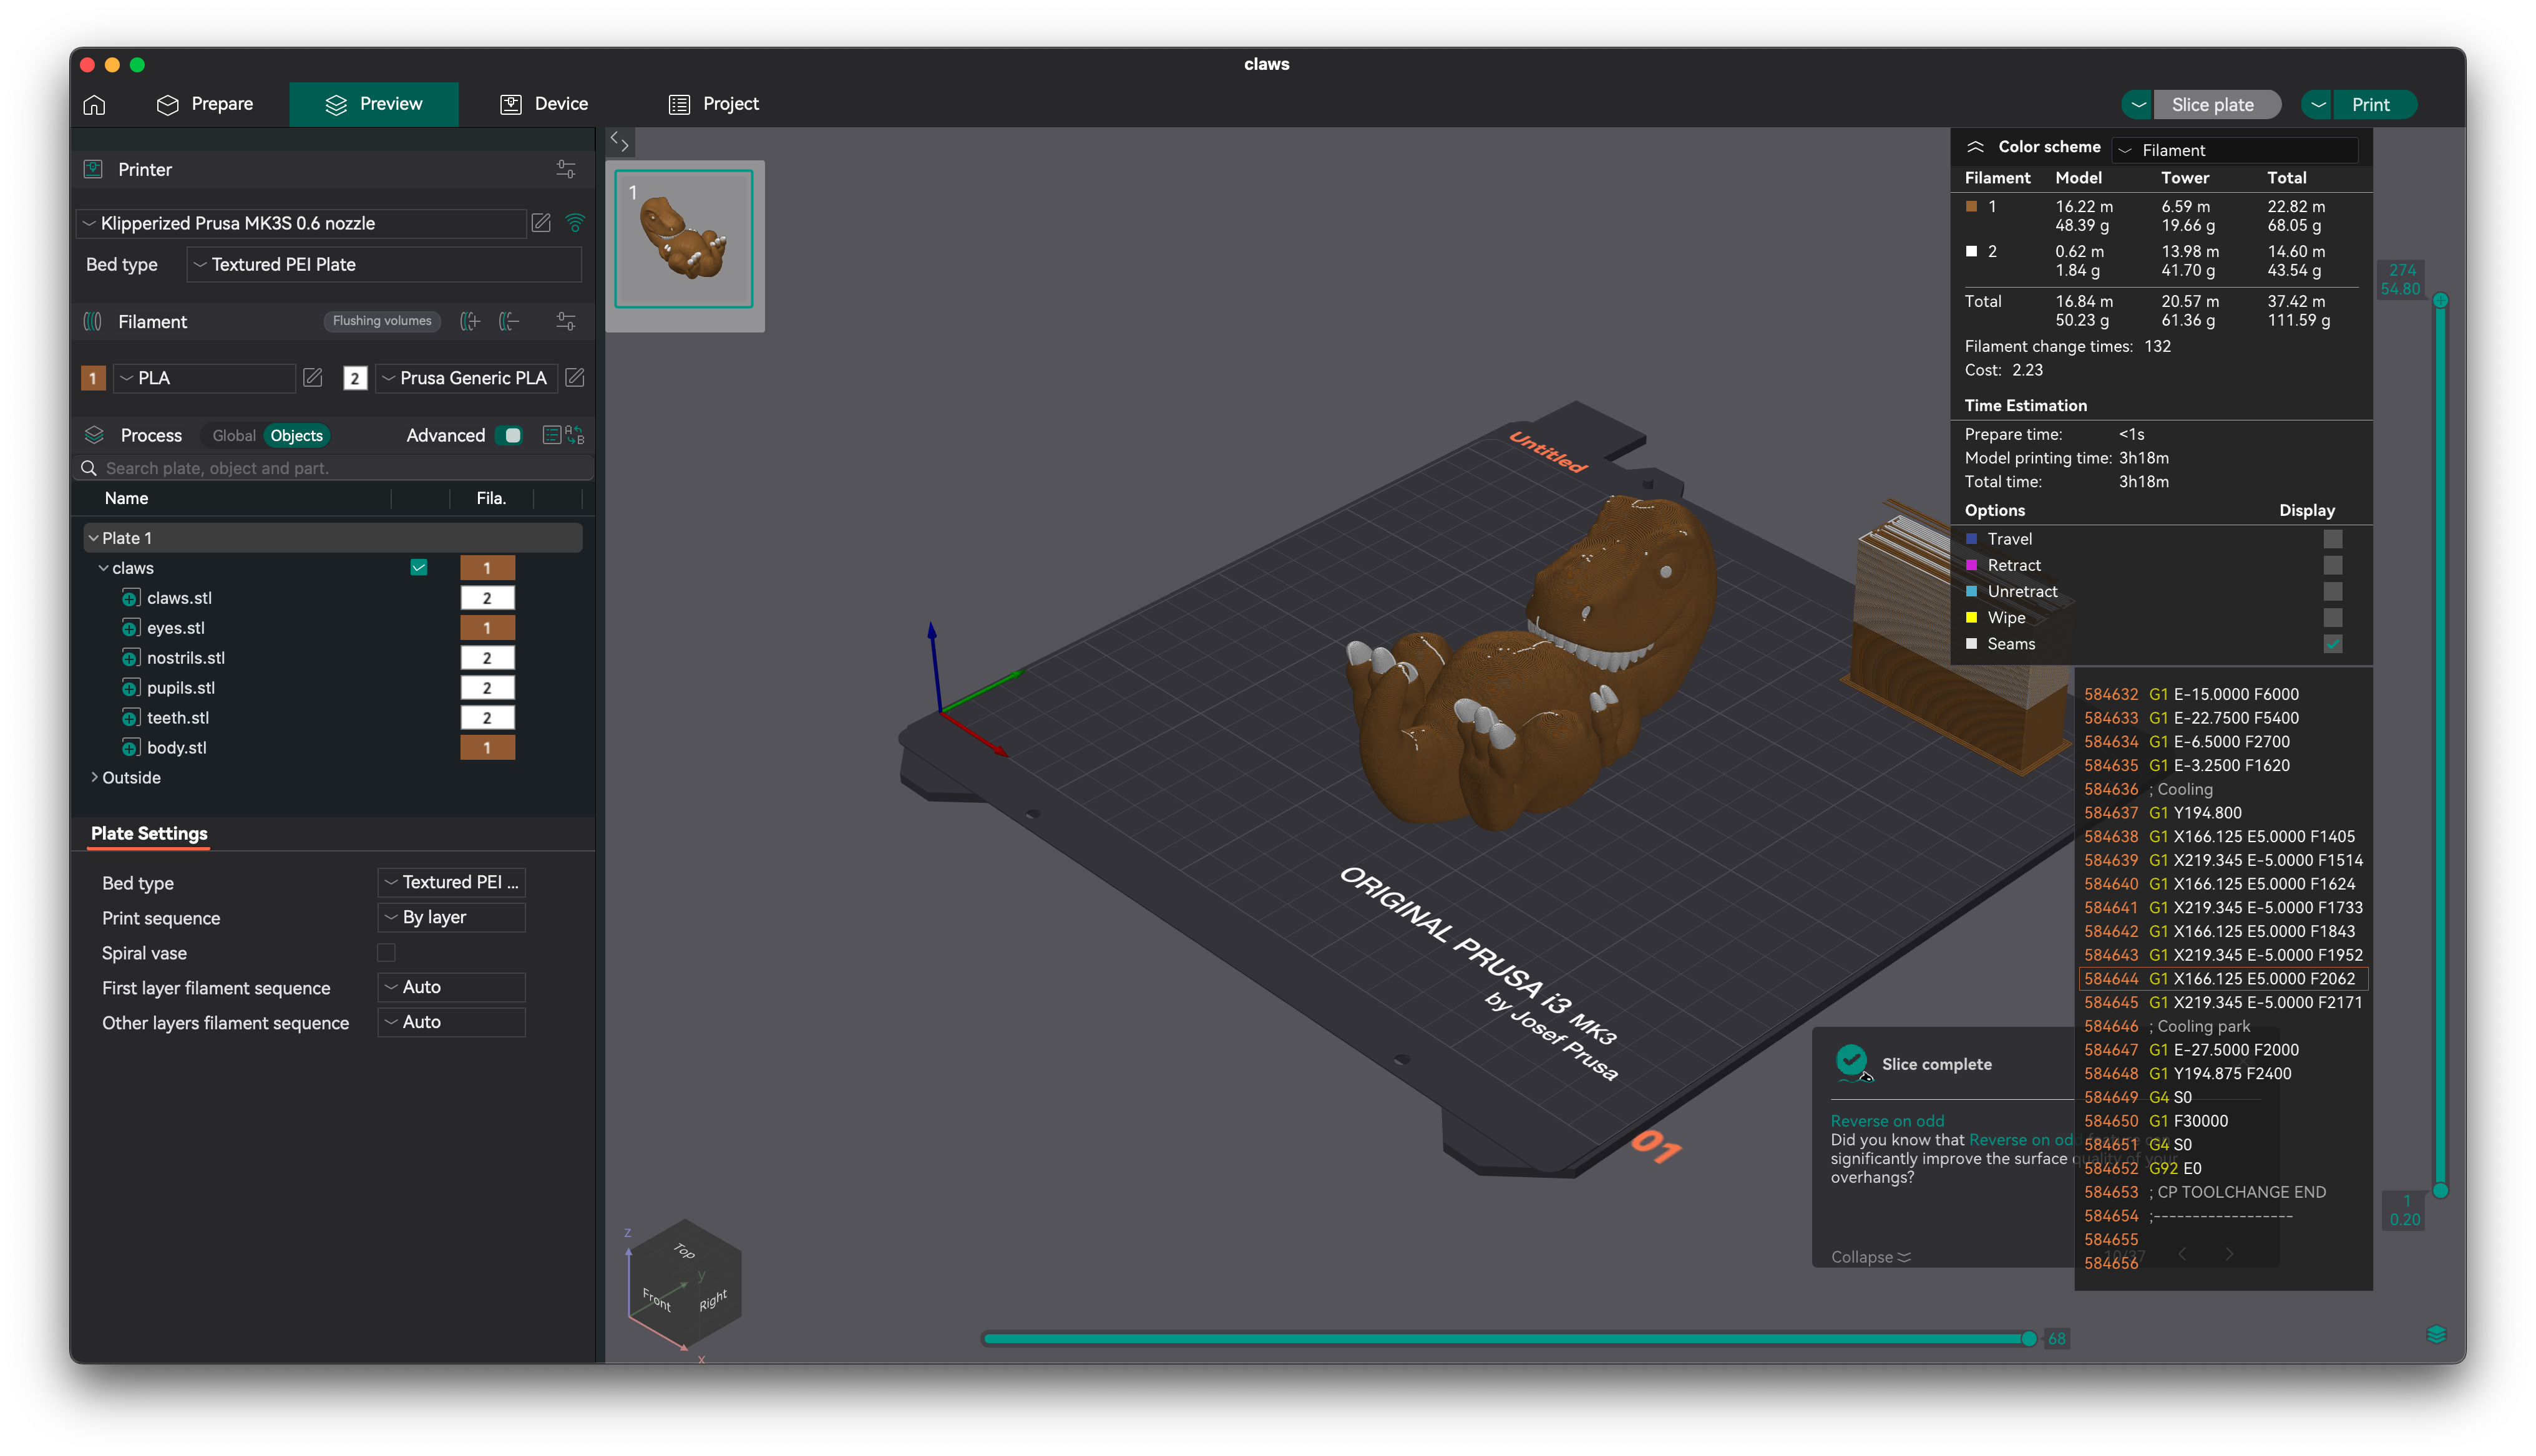 claws
Prepare
Preview
Device
Project
Slice plate
Print
Printer
Klipperized Prusa MK3S 0.6 nozzle
Bed type
Textured PEI Plate
Filament
Flushing volumes
1
PLA
2
Prusa Generic PLA
Process
Global
Objects
Advanced
Search plate, object and part.
Name
Fila.
Plate 1
claws
1
claws.stl
2
eyes.stl
1
nostrils.stl
2
pupils.stl
2
teeth.stl
2
body.stl
1
Outside
Plate Settings
Bed type
Textured PEI ...
Print sequence
By layer
Spiral vase
First layer filament sequence
Auto
Other layers filament sequence
Auto
1
Untitled
ORIGINAL PRUSA i3 MK3
by Josef Prusa
01
Top
Front
Right
z
y
x
68
Color scheme
Filament
Filament Model Tower Total
1 16.22 m 6.59 m 22.82 m
48.39 g 19.66 g 68.05 g
2 0.62 m 13.98 m 14.60 m
1.84 g 41.70 g 43.54 g
Total 16.84 m 20.57 m 37.42 m
50.23 g 61.36 g 111.59 g
Filament change times: 132
Cost: 2.23
Time Estimation
Prepare time: <1s
Model printing time: 3h18m
Total time: 3h18m
Options Display
Travel
Retract
Unretract
Wipe
Seams
274
54.80
1
0.20
584632 G1 E-15.0000 F6000
584633 G1 E-22.7500 F5400
584634 G1 E-6.5000 F2700
584635 G1 E-3.2500 F1620
584636 ; Cooling
584637 G1 Y194.800
584638 G1 X166.125 E5.0000 F1405
584639 G1 X219.345 E-5.0000 F1514
584640 G1 X166.125 E5.0000 F1624
584641 G1 X219.345 E-5.0000 F1733
584642 G1 X166.125 E5.0000 F1843
584643 G1 X219.345 E-5.0000 F1952
584644 G1 X166.125 E5.0000 F2062
584645 G1 X219.345 E-5.0000 F2171
584646 ; Cooling park
584647 G1 E-27.5000 F2000
584648 G1 Y194.875 F2400
584649 G4 S0
584650 G1 F30000
584651 G4 S0
584652 G92 E0
584653 ; CP TOOLCHANGE END
584654 ;------------------
584655
584656
Slice complete
Reverse on odd
Did you know that Reverse on odd
significantly improve the surface quality of your
overhangs?
Collapse